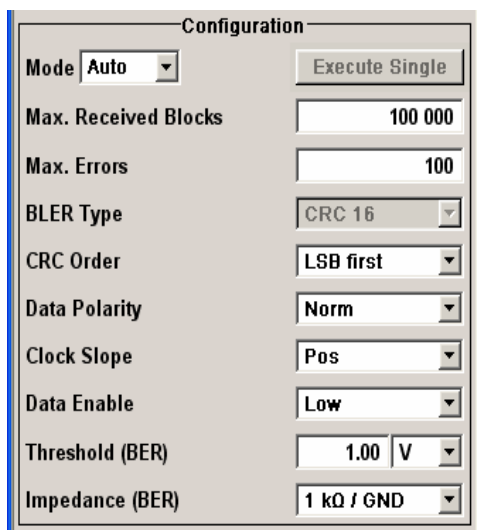 Configuration
Mode Auto Execute Single
Max. Received Blocks 100 000
Max. Errors 100
BLER Type CRC 16
CRC Order LSB first
Data Polarity Norm
Clock Slope Pos
Data Enable Low
Threshold (BER) 1.00 V
Impedance (BER) 1 kΩ / GND